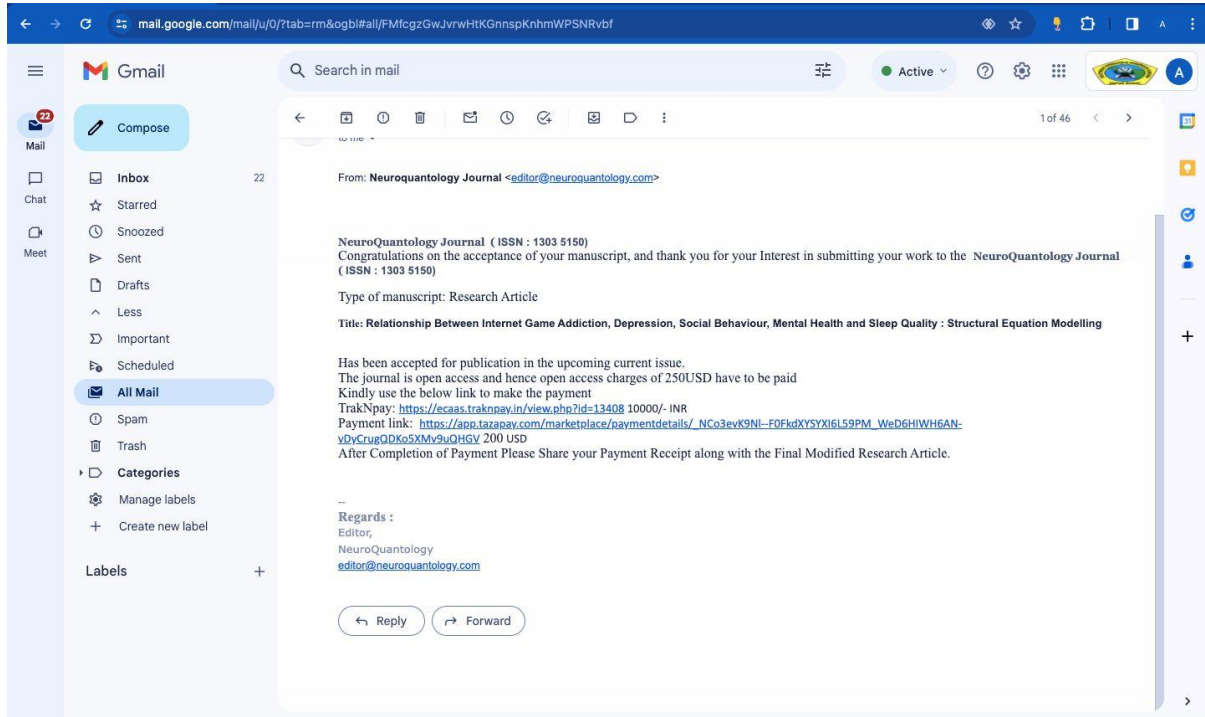 mail.google.com/mail/u/0/?tab=rm&ogbl#all/FMfcgzGwJvrwHtKGnnspKnhmWPSNRvbf
A
Gmail
Search in mail
Active
A
22
Mail
Chat
Meet
Compose
Inbox 22
Starred
Snoozed
Sent
Drafts
Less
Important
Scheduled
All Mail
Spam
Trash
Categories
Manage labels
Create new label
Labels
1 of 46
31
to me
From: Neuroquantology Journal <editor@neuroquantology.com>
NeuroQuantology Journal ( ISSN : 1303 5150)
Congratulations on the acceptance of your manuscript, and thank you for your Interest in submitting your work to the NeuroQuantology Journal
( ISSN : 1303 5150)
Type of manuscript: Research Article
Title: Relationship Between Internet Game Addiction, Depression, Social Behaviour, Mental Health and Sleep Quality : Structural Equation Modelling
Has been accepted for publication in the upcoming current issue.
The journal is open access and hence open access charges of 250USD have to be paid
Kindly use the below link to make the payment
TrakNpay: https://ecaas.traknpay.in/view.php?id=13408 10000/- INR
Payment link: https://app.tazapay.com/marketplace/paymentdetails/_NCo3evK9Nl--F0FkdXYSYXI6L59PM_WeD6HIWH6AN-
vDyCrugQDKo5XMv9uQHGV 200 USD
After Completion of Payment Please Share your Payment Receipt along with the Final Modified Research Article.
--
Regards :
Editor,
NeuroQuantology
editor@neuroquantology.com
Reply
Forward